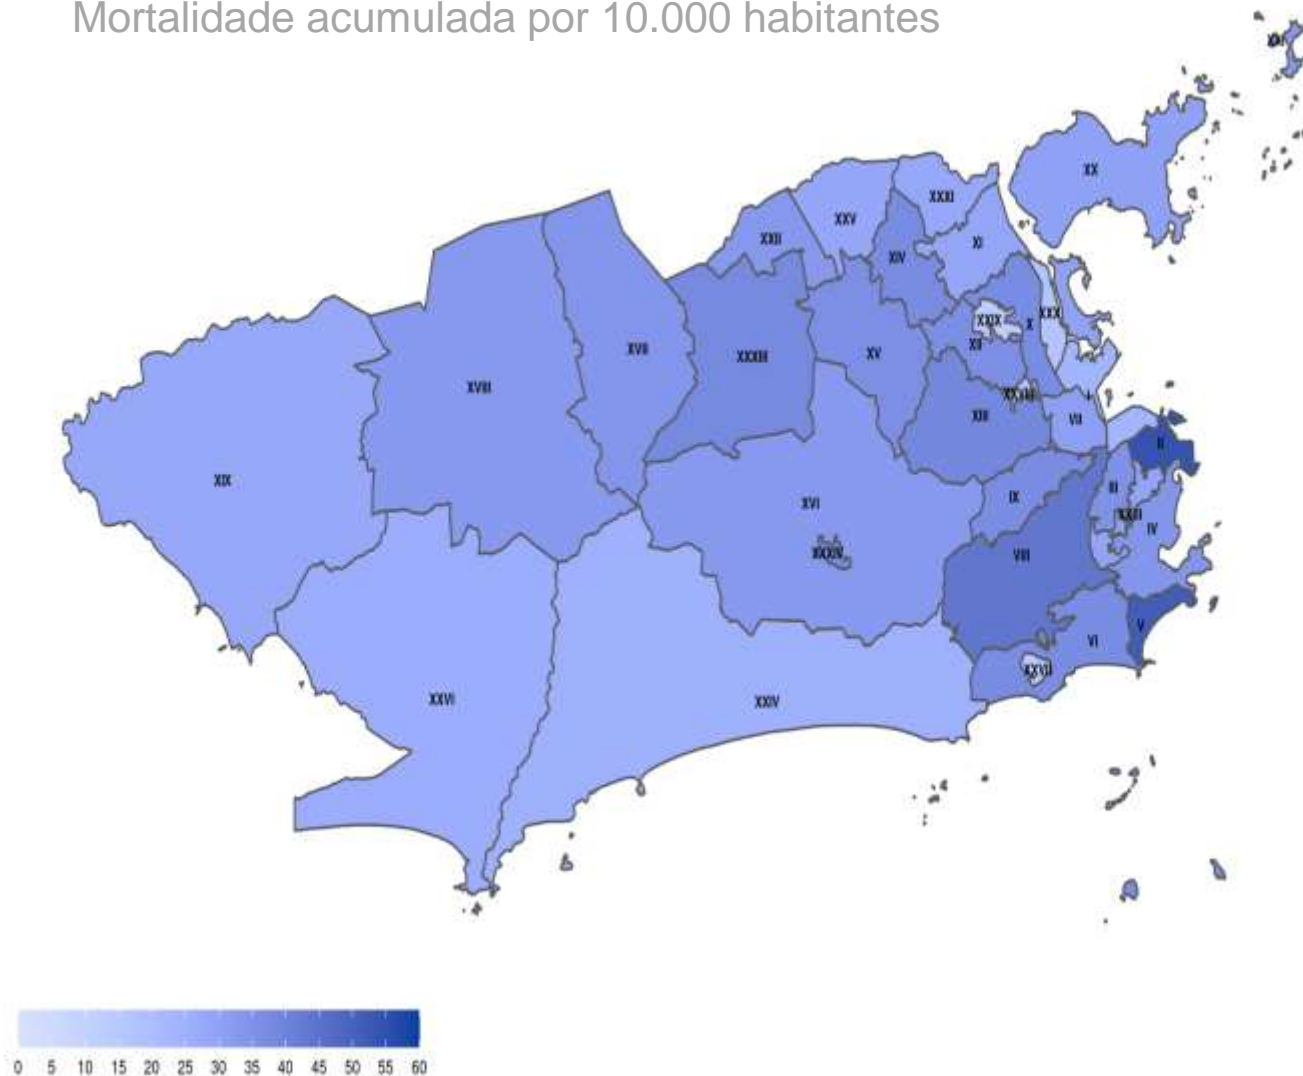 Mortalidade acumulada por 10.000 habitantes
XX
XXXI
XXV
XXII
XI
XIV
XXX
XXIX
X
XII
XVII
XXXIII
XV
XVIII
XIII
VII
I
II
XIX
III
IX
XVI
IV
VIII
XXXIV
V
VI
XXVII
XXVI
XXIV
0 5 10 15 20 25 30 35 40 45 50 55 60